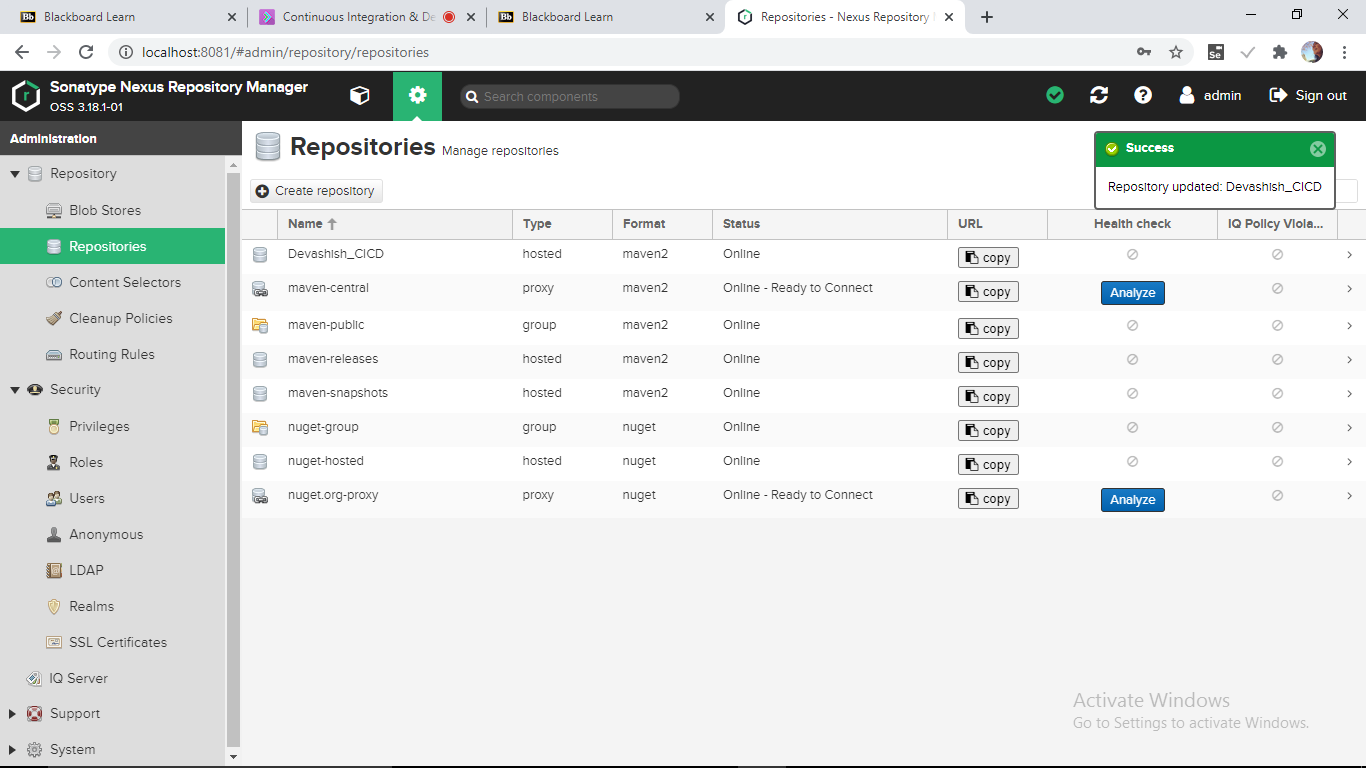 Blackboard Learn
Continuous Integration & De
Blackboard Learn
Repositories - Nexus Repository
localhost:8081/#admin/repository/repositories
Sonatype Nexus Repository Manager
OSS 3.18.1-01
Search components
admin
Sign out
Administration
Repository
Blob Stores
Repositories
Content Selectors
Cleanup Policies
Routing Rules
Security
Privileges
Roles
Users
Anonymous
LDAP
Realms
SSL Certificates
IQ Server
Support
System
Repositories Manage repositories
Success
Repository updated: Devashish_CICD
Create repository
Name Type Format Status URL Health check IQ Policy Viola...
Devashish_CICD hosted maven2 Online copy
maven-central proxy maven2 Online - Ready to Connect copy Analyze
maven-public group maven2 Online copy
maven-releases hosted maven2 Online copy
maven-snapshots hosted maven2 Online copy
nuget-group group nuget Online copy
nuget-hosted hosted nuget Online copy
nuget.org-proxy proxy nuget Online - Ready to Connect copy Analyze
Activate Windows
Go to Settings to activate Windows.